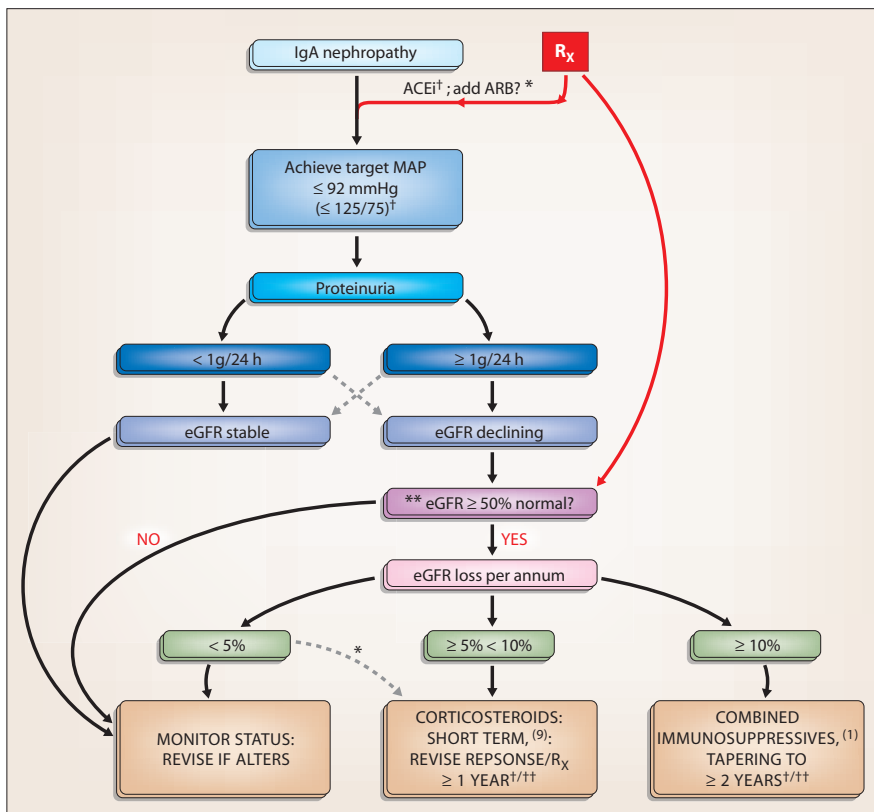 IgA nephropathy
Rx
ACEi† ; add ARB? *
Achieve target MAP
≤ 92 mmHg
(≤ 125/75)†
Proteinuria
< 1g/24 h
≥ 1g/24 h
eGFR stable
eGFR declining
** eGFR ≥ 50% normal?
NO
YES
eGFR loss per annum
< 5%
*
≥ 5% < 10%
≥ 10%
MONITOR STATUS:
REVISE IF ALTERS
CORTICOSTEROIDS:
SHORT TERM, (9):
REVISE REPSONSE/Rx
≥ 1 YEAR†/††
COMBINED
IMMUNOSUPPRESSIVES, (1)
TAPERING TO
≥ 2 YEARS†/††